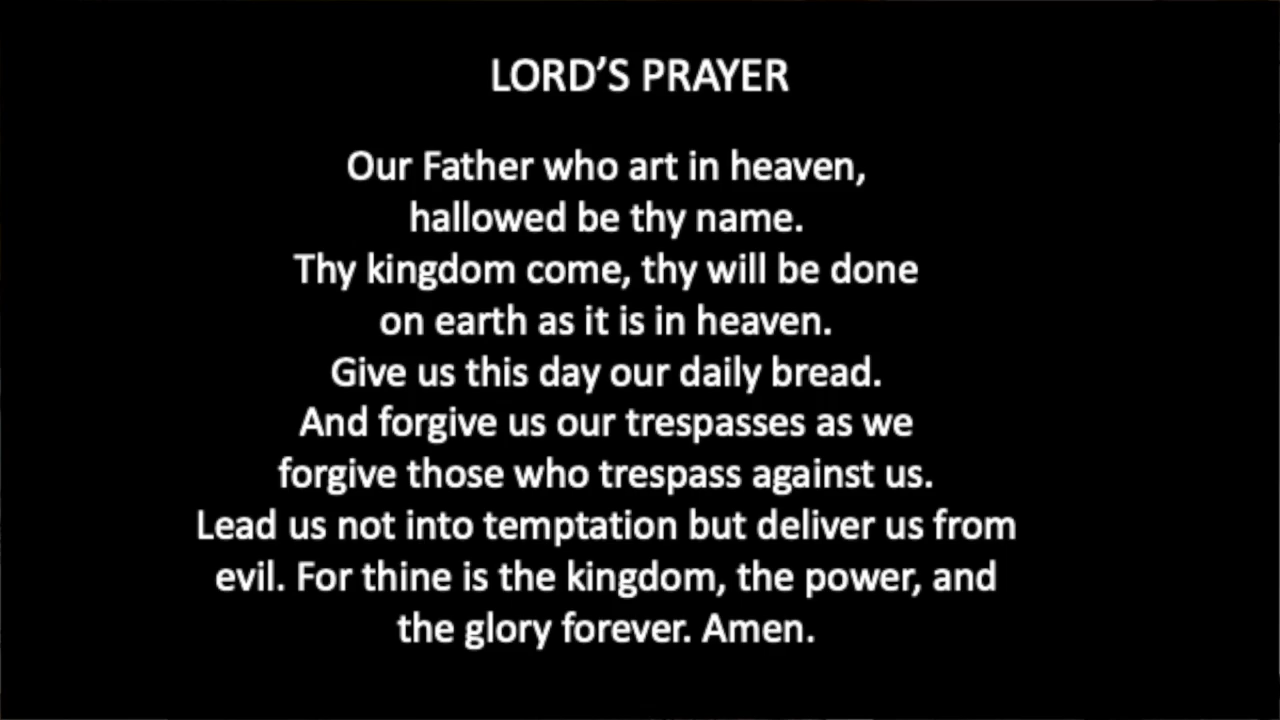 LORD’S PRAYER
Our Father who art in heaven,
hallowed be thy name.
Thy kingdom come, thy will be done
on earth as it is in heaven.
Give us this day our daily bread.
And forgive us our trespasses as we
forgive those who trespass against us.
Lead us not into temptation but deliver us from
evil. For thine is the kingdom, the power, and
the glory forever. Amen.